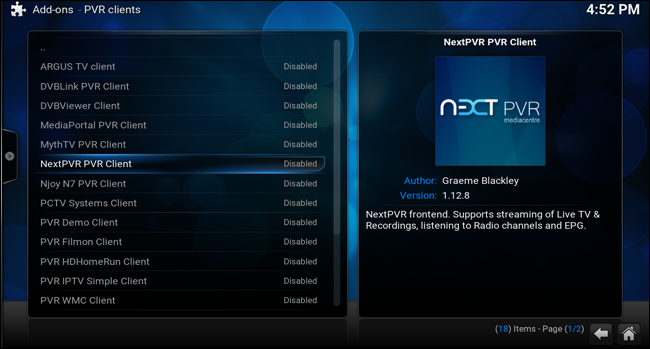 Add-ons - PVR clients
4:52 PM
..
ARGUS TV client Disabled
DVBLink PVR Client Disabled
DVBViewer Client Disabled
MediaPortal PVR Client Disabled
MythTV PVR Client Disabled
NextPVR PVR Client Disabled
Njoy N7 PVR Client Disabled
PCTV Systems Client Disabled
PVR Demo Client Disabled
PVR Filmon Client Disabled
PVR HDHomeRun Client Disabled
PVR IPTV Simple Client Disabled
PVR WMC Client Disabled
NextPVR PVR Client
NEXT PVR
mediacentre
Author: Graeme Blackley
Version: 1.12.8
NextPVR frontend. Supports streaming of Live TV &
Recordings, listening to Radio channels and EPG.
(18) Items - Page (1/2)